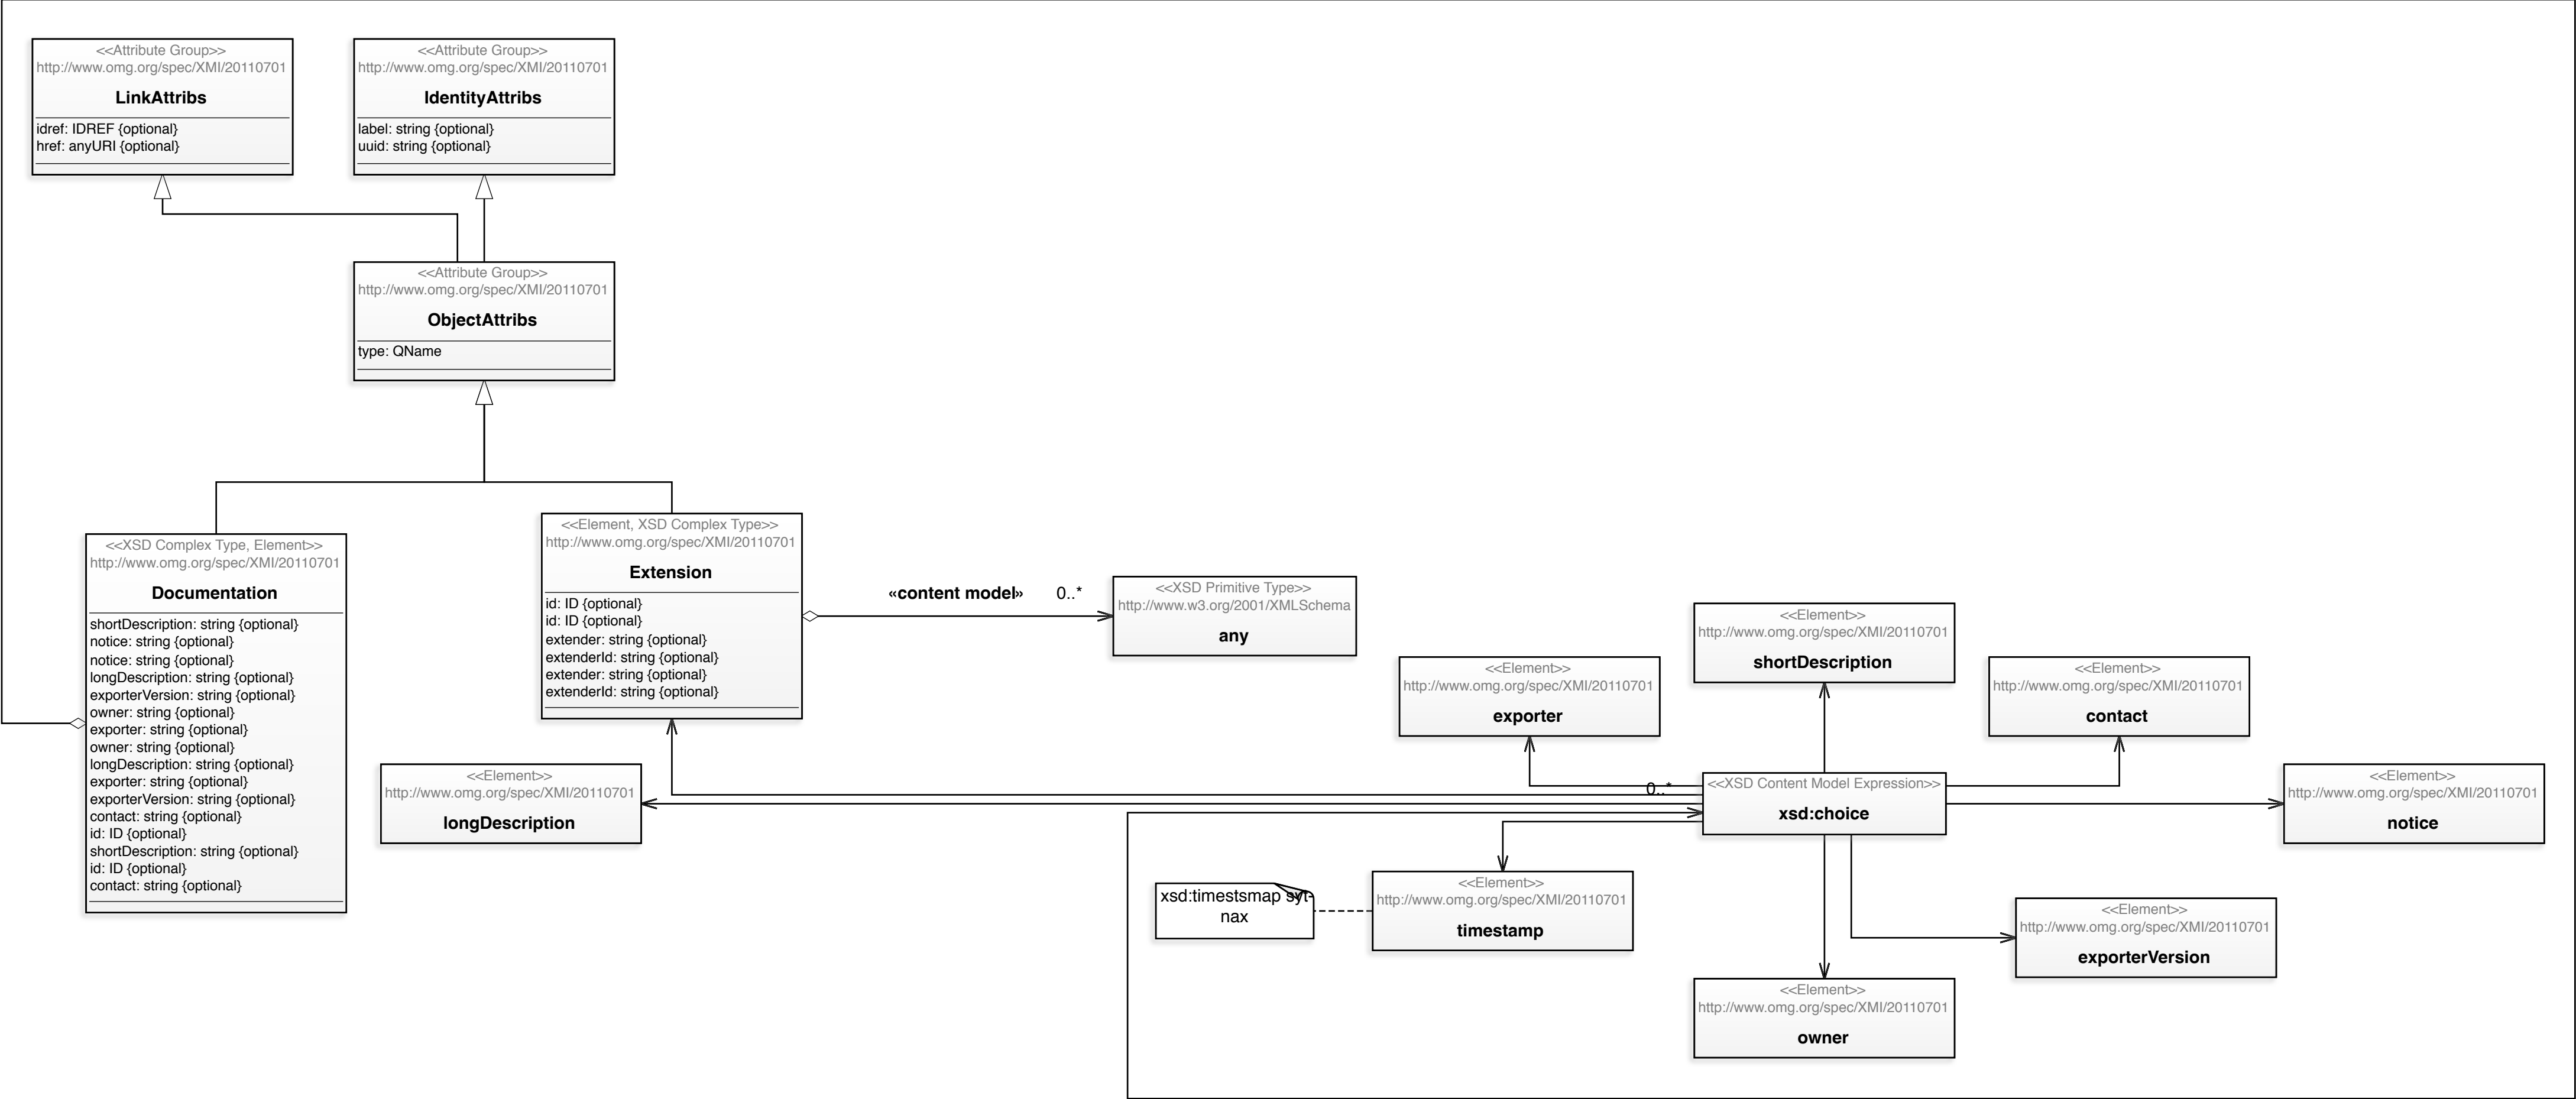 <<Attribute Group>>
http://www.omg.org/spec/XMI/20110701
LinkAttribs
idref: IDREF {optional}
href: anyURI {optional}
<<Attribute Group>>
http://www.omg.org/spec/XMI/20110701
IdentityAttribs
label: string {optional}
uuid: string {optional}
<<Attribute Group>>
http://www.omg.org/spec/XMI/20110701
ObjectAttribs
type: QName
<<XSD Complex Type, Element>>
http://www.omg.org/spec/XMI/20110701
Documentation
shortDescription: string {optional}
notice: string {optional}
notice: string {optional}
longDescription: string {optional}
exporterVersion: string {optional}
owner: string {optional}
exporter: string {optional}
owner: string {optional}
longDescription: string {optional}
exporter: string {optional}
exporterVersion: string {optional}
contact: string {optional}
id: ID {optional}
shortDescription: string {optional}
id: ID {optional}
contact: string {optional}
<<Element, XSD Complex Type>>
http://www.omg.org/spec/XMI/20110701
Extension
id: ID {optional}
id: ID {optional}
extender: string {optional}
extenderId: string {optional}
extender: string {optional}
extenderId: string {optional}
«content model» 0..*
<<XSD Primitive Type>>
http://www.w3.org/2001/XMLSchema
any
<<Element>>
http://www.omg.org/spec/XMI/20110701
longDescription
<<Element>>
http://www.omg.org/spec/XMI/20110701
exporter
<<Element>>
http://www.omg.org/spec/XMI/20110701
shortDescription
<<Element>>
http://www.omg.org/spec/XMI/20110701
contact
0..*
<<XSD Content Model Expression>>
xsd:choice
<<Element>>
http://www.omg.org/spec/XMI/20110701
notice
xsd:timestsmap syt-
nax
<<Element>>
http://www.omg.org/spec/XMI/20110701
timestamp
<<Element>>
http://www.omg.org/spec/XMI/20110701
exporterVersion
<<Element>>
http://www.omg.org/spec/XMI/20110701
owner